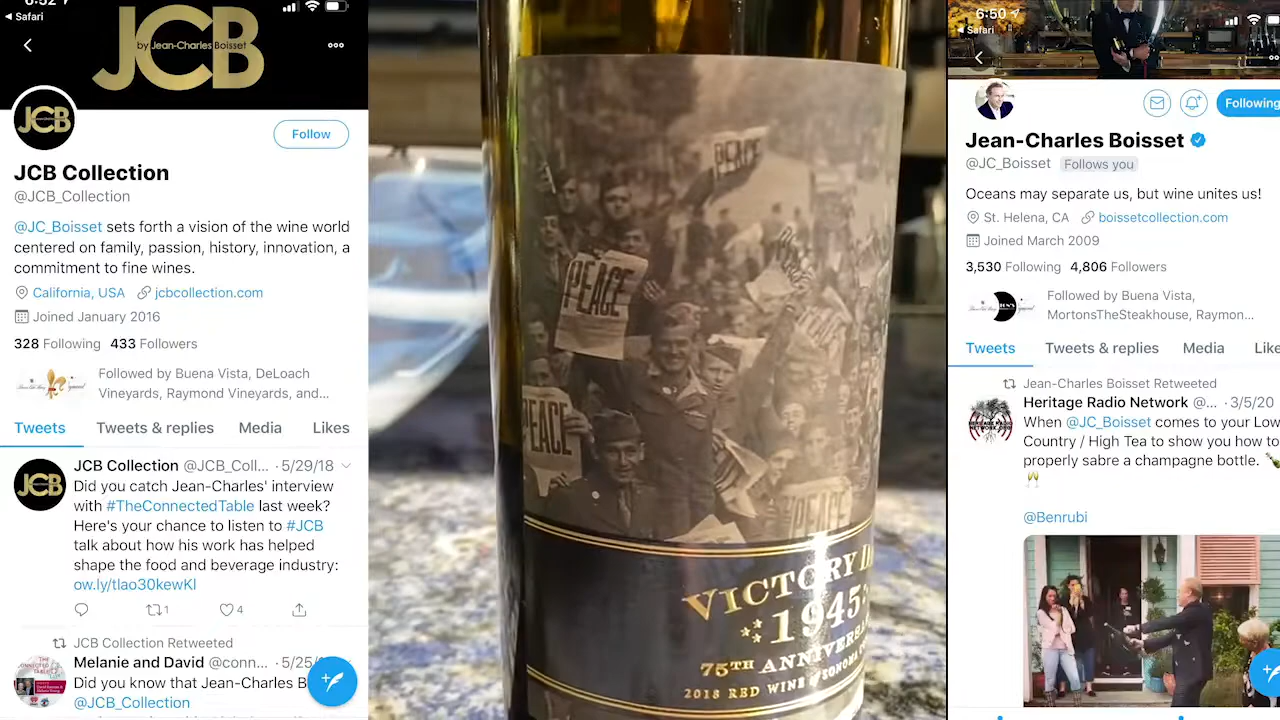 6:52
Safari
JCB
by Jean-Charles Boisset
JCB
Follow
JCB Collection
@JCB_Collection
@JC_Boisset sets forth a vision of the wine world
centered on family, passion, history, innovation, a
commitment to fine wines.
California, USA jcbcollection.com
Joined January 2016
328 Following 433 Followers
Followed by Buena Vista, DeLoach
Vineyards, Raymond Vineyards, and...
Tweets Tweets & replies Media Likes
JCB
JCB Collection @JCB_Coll... · 5/29/18
Did you catch Jean-Charles' interview
with #TheConnectedTable last week?
Here's your chance to listen to #JCB
talk about how his work has helped
shape the food and beverage industry:
ow.ly/tlao30kewKl
1 4
JCB Collection Retweeted
Melanie and David @conn... · 5/25/
Did you know that Jean-Charles B
@JCB_Collection
PEACE
PEACE
PEACE
PEACE
PEACE
VICTORY
1945
75TH ANNIVERSA
2018 RED WINE SONOMA
6:50
Safari
Following
Jean-Charles Boisset
@JC_Boisset Follows you
Oceans may separate us, but wine unites us!
St. Helena, CA boissetcollection.com
Joined March 2009
3,530 Following 4,806 Followers
Followed by Buena Vista,
MortonsTheSteakhouse, Raymon...
Tweets Tweets & replies Media Like
Jean-Charles Boisset Retweeted
Heritage Radio Network @... · 3/5/20
When @JC_Boisset comes to your Low
Country / High Tea to show you how to
properly sabre a champagne bottle.
@Benrubi